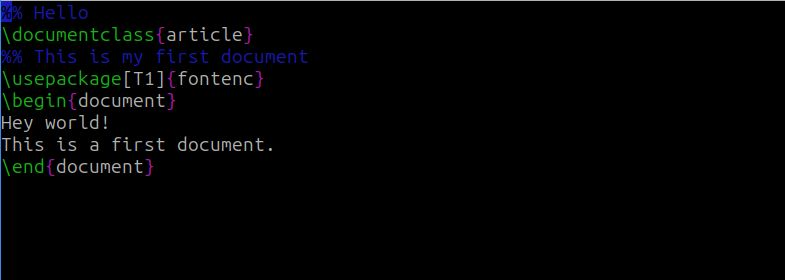 %% Hello
\documentclass{article}
%% This is my first document
\usepackage[T1]{fontenc}
\begin{document}
Hey world!
This is a first document.
\end{document}